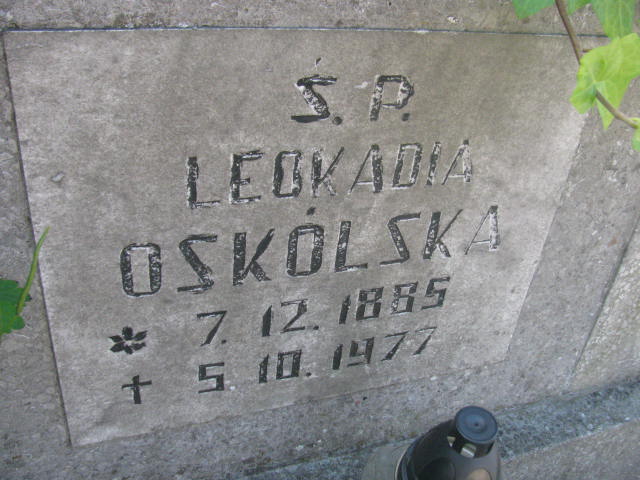 Ś. P.
LEOKADIA
OSKÓLSKA
7. 12. 1885
5. 10. 1977